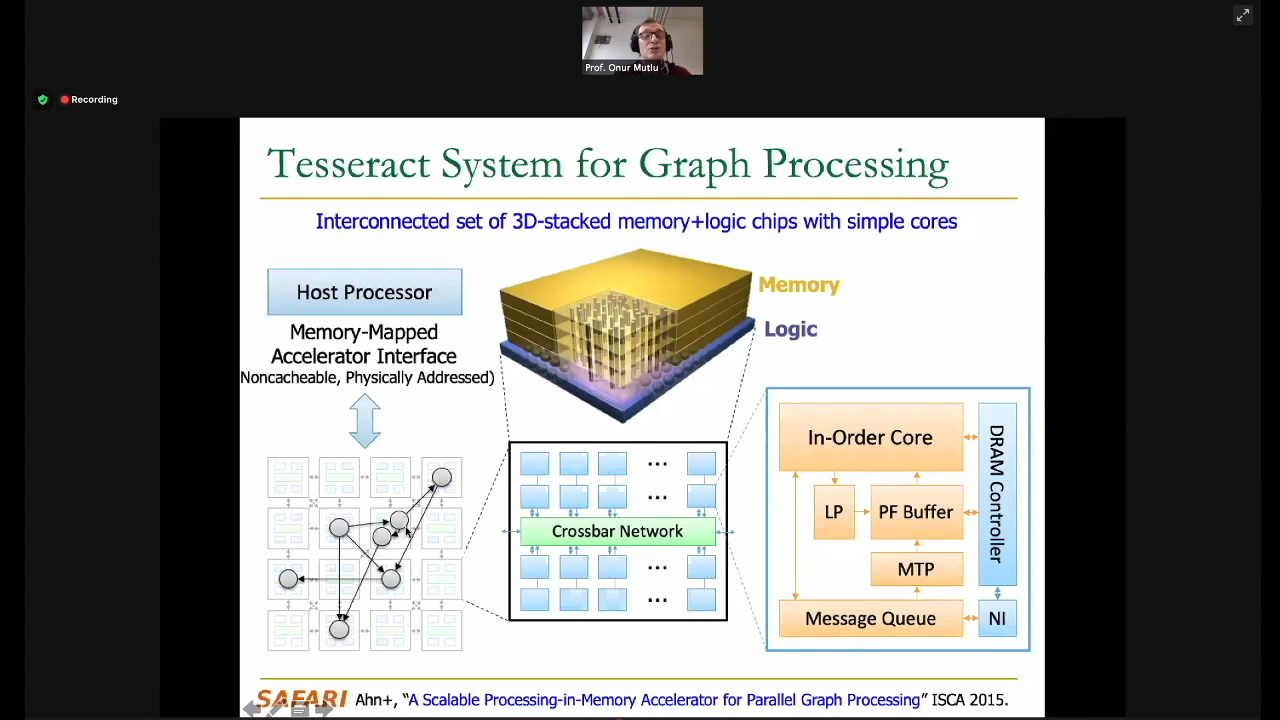 Prof. Onur Mutlu
Recording
Tesseract System for Graph Processing
Interconnected set of 3D-stacked memory+logic chips with simple cores
Host Processor
Memory-Mapped
Accelerator Interface
Noncacheable, Physically Addressed)
Memory
Logic
...
...
Crossbar Network
...
...
In-Order Core
LP
PF Buffer
MTP
Message Queue
DRAM Controller
NI
SAFARI
Ahn+, “A Scalable Processing-in-Memory Accelerator for Parallel Graph Processing” ISCA 2015.